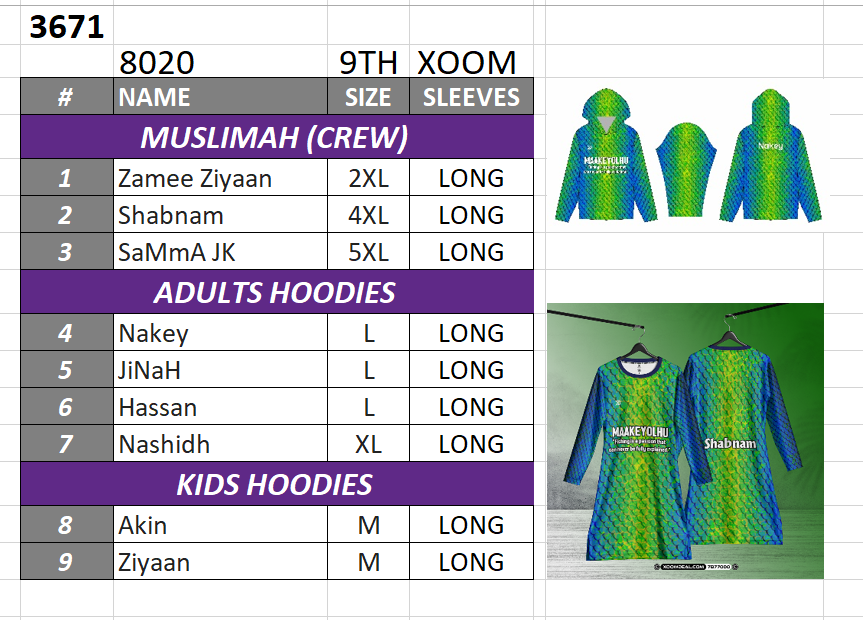 3671
8020 9TH XOOM
# NAME SIZE SLEEVES
MUSLIMAH (CREW)
1 Zamee Ziyaan 2XL LONG
2 Shabnam 4XL LONG
3 SaMmA JK 5XL LONG
ADULTS HOODIES
4 Nakey L LONG
5 JiNaH L LONG
6 Hassan L LONG
7 Nashidh XL LONG
KIDS HOODIES
8 Akin M LONG
9 Ziyaan M LONG
MAAKEYOLHU
Nakey
MAAKEYOLHU
"Fishing is a passion that
can never be fully explained"
Shabnam
XOOMDEAL.COM 7877000